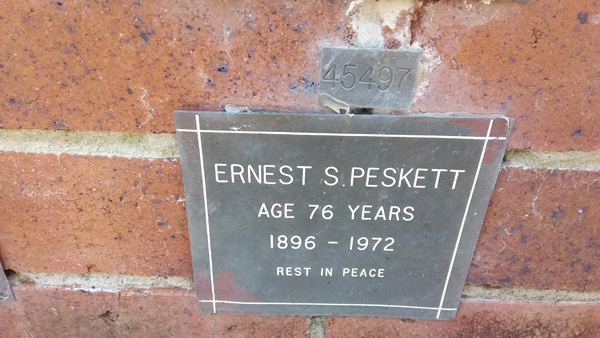 45497
ERNEST S. PESKETT
AGE 76 YEARS
1896 - 1972
REST IN PEACE